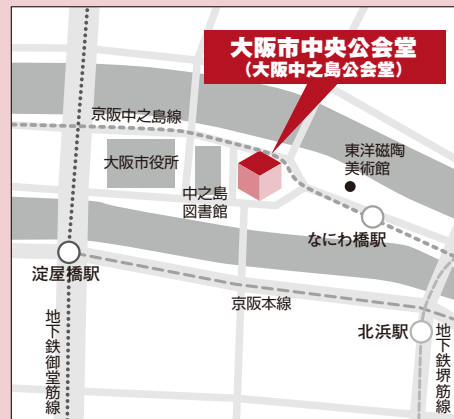 大阪市中央公会堂
（大阪中之島公会堂）
京阪中之島線
大阪市役所
中之島
図書館
東洋磁陶
美術館
なにわ橋駅
淀屋橋駅
京阪本線
北浜駅
地下鉄御堂筋線
地下鉄堺筋線